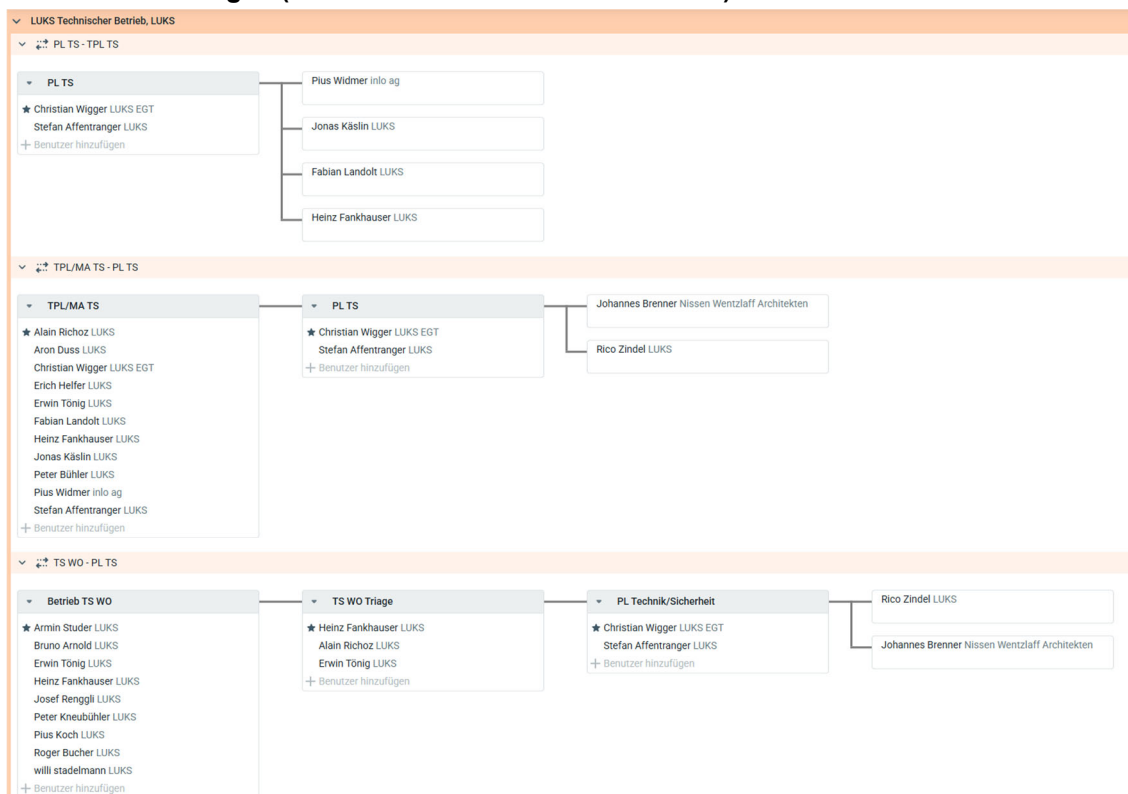 LUKS Technischer Betrieb, LUKS
PL TS - TPL TS
PL TS
Christian Wigger LUKS EGT
Stefan Affentranger LUKS
Benutzer hinzufügen
Pius Widmer inlo ag
Jonas Käslin LUKS
Fabian Landolt LUKS
Heinz Fankhauser LUKS
TPL/MA TS - PL TS
TPL/MA TS
Alain Richoz LUKS
Aron Duss LUKS
Christian Wigger LUKS EGT
Erich Helfer LUKS
Erwin Tönig LUKS
Fabian Landolt LUKS
Heinz Fankhauser LUKS
Jonas Käslin LUKS
Peter Bühler LUKS
Pius Widmer inlo ag
Stefan Affentranger LUKS
Benutzer hinzufügen
PL TS
Christian Wigger LUKS EGT
Stefan Affentranger LUKS
Benutzer hinzufügen
Johannes Brenner Nissen Wentzlaff Architekten
Rico Zindel LUKS
TS WO - PL TS
Betrieb TS WO
Armin Studer LUKS
Bruno Arnold LUKS
Erwin Tönig LUKS
Heinz Fankhauser LUKS
Josef Renggli LUKS
Peter Kneubühler LUKS
Pius Koch LUKS
Roger Bucher LUKS
willi stadelmann LUKS
Benutzer hinzufügen
TS WO Triage
Heinz Fankhauser LUKS
Alain Richoz LUKS
Erwin Tönig LUKS
Benutzer hinzufügen
PL Technik/Sicherheit
Christian Wigger LUKS EGT
Stefan Affentranger LUKS
Benutzer hinzufügen
Rico Zindel LUKS
Johannes Brenner Nissen Wentzlaff Architekten